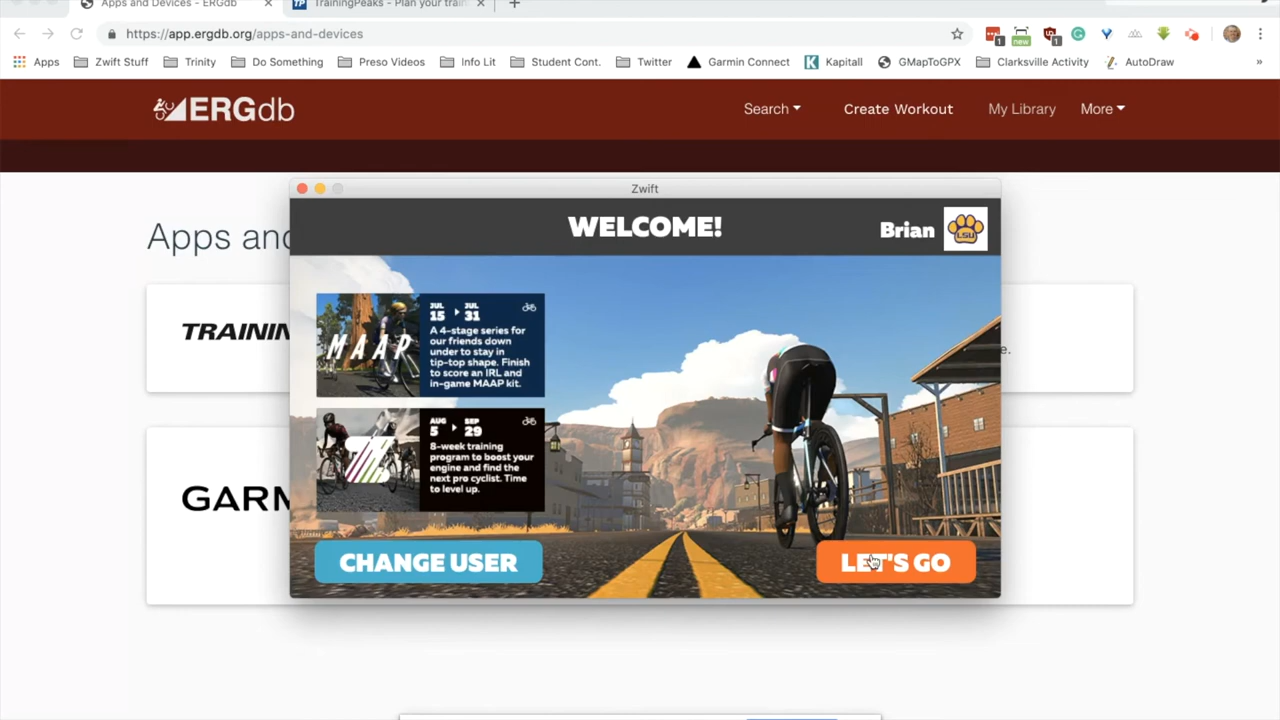 Apps and Devices - ERGdb
TrainingPeaks - Plan your train
https://app.ergdb.org/apps-and-devices
new
1
1
Apps
Zwift Stuff
Trinity
Do Something
Preso Videos
Info Lit
Student Cont.
Twitter
Garmin Connect
Kapitall
GMapToGPX
Clarksville Activity
AutoDraw
»
ERGdb
Search
Create Workout
My Library
More
Zwift
WELCOME!
Brian
LSU
Apps and
JUL 15 JUL 31
A 4-stage series for
our friends down
under to stay in
tip-top shape. Finish
to score an IRL and
in-game MAAP kit.
MAAP
TRAININ
e.
AUG 5 SEP 29
8-week training
program to boost your
engine and find the
next pro cyclist. Time
to level up.
GARM
CHANGE USER
LET'S GO